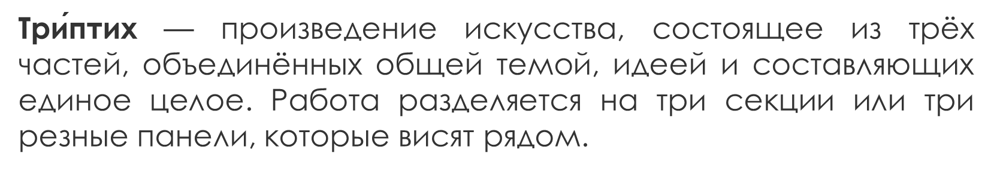 Три́птих — произведение искусства, состоящее из трёх
частей, объединённых общей темой, идеей и составляющих
единое целое. Работа разделяется на три секции или три
резные панели, которые висят рядом.